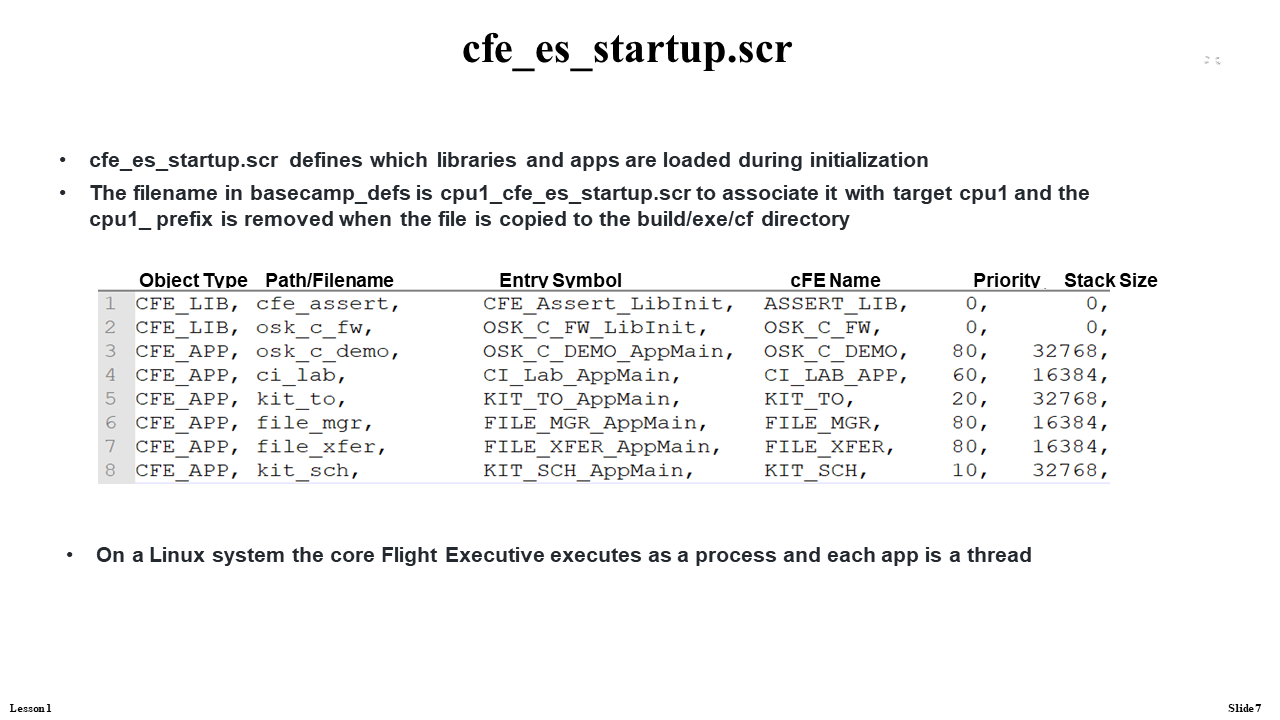 cfe_es_startup.scr
• cfe_es_startup.scr defines which libraries and apps are loaded during initialization
• The filename in basecamp_defs is cpu1_cfe_es_startup.scr to associate it with target cpu1 and the
cpu1_ prefix is removed when the file is copied to the build/exe/cf directory
Object Type Path/Filename Entry Symbol cFE Name Priority Stack Size
1 CFE_LIB, cfe_assert, CFE_Assert_LibInit, ASSERT_LIB, 0, 0,
2 CFE_LIB, osk_c_fw, OSK_C_FW_LibInit, OSK_C_FW, 0, 0,
3 CFE_APP, osk_c_demo, OSK_C_DEMO_AppMain, OSK_C_DEMO, 80, 32768,
4 CFE_APP, ci_lab, CI_Lab_AppMain, CI_LAB_APP, 60, 16384,
5 CFE_APP, kit_to, KIT_TO_AppMain, KIT_TO, 20, 32768,
6 CFE_APP, file_mgr, FILE_MGR_AppMain, FILE_MGR, 80, 16384,
7 CFE_APP, file_xfer, FILE_XFER_AppMain, FILE_XFER, 80, 16384,
8 CFE_APP, kit_sch, KIT_SCH_AppMain, KIT_SCH, 10, 32768,
• On a Linux system the core Flight Executive executes as a process and each app is a thread
Lesson 1
Slide 7